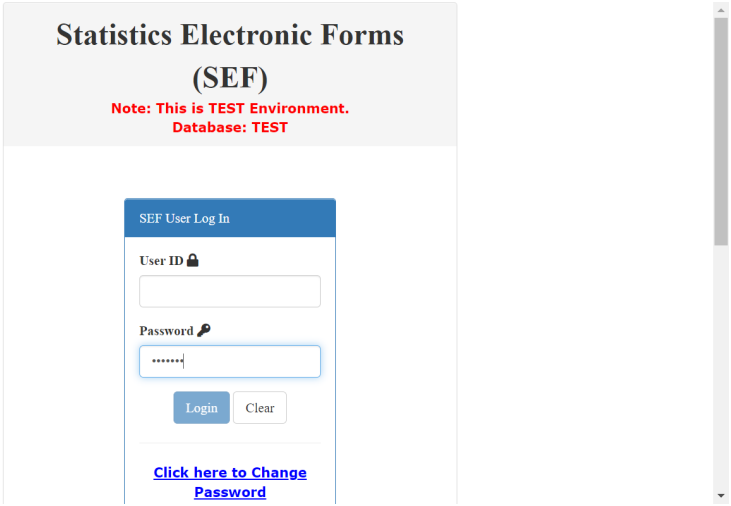 Statistics Electronic Forms
(SEF)
Note: This is TEST Environment.
Database: TEST
SEF User Log In
User ID
Password
•••••••
Login
Clear
Click here to Change
Password